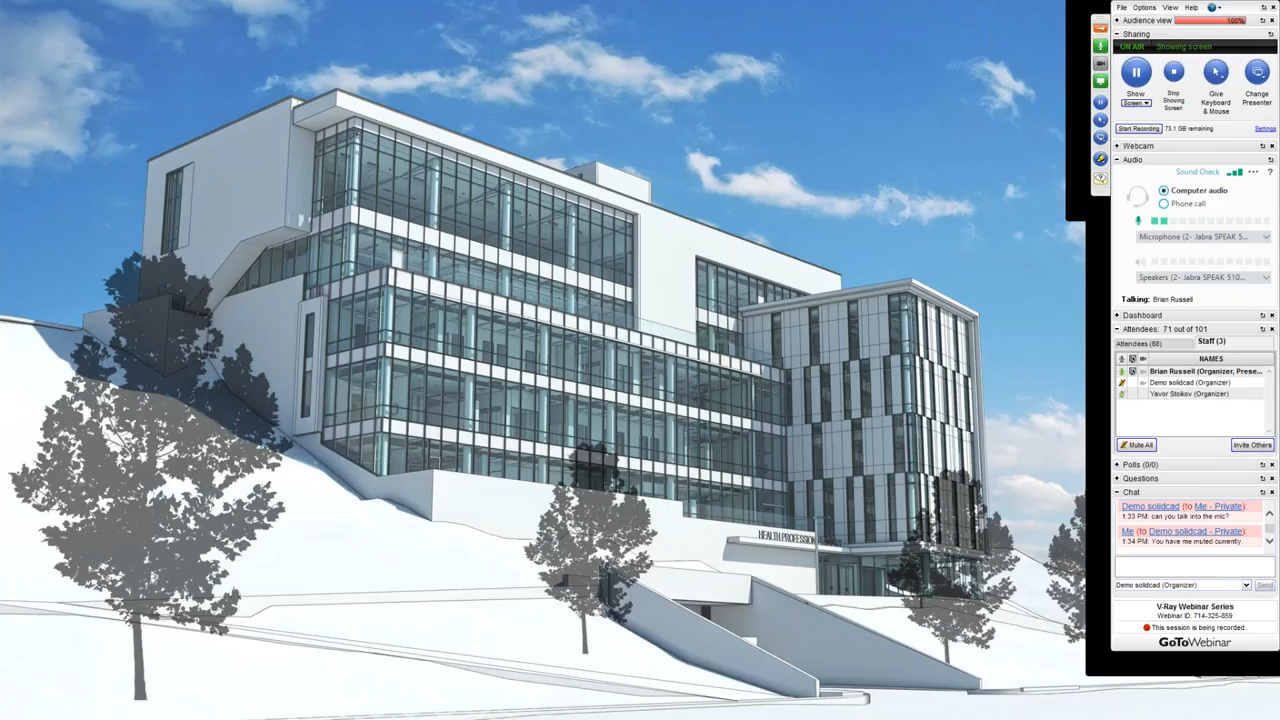 File Options View Help
Audience view 100%
Sharing
ON AIR Showing screen
Show
Screen
Stop
Showing
Screen
Give
Keyboard
& Mouse
Change
Presenter
Start Recording 73.1 GB remaining Settings
Webcam
Audio
Sound Check ... ?
Computer audio
Phone call
Microphone (2- Jabra SPEAK 5...
Speakers (2- Jabra SPEAK 510...
Talking: Brian Russell
Dashboard
Attendees: 71 out of 101
Attendees (68) Staff (3)
NAMES
Brian Russell (Organizer, Prese...
Demo solidcad (Organizer)
Yavor Stoikov (Organizer)
Mute All Invite Others
Polls (0/0)
Questions
Chat
Demo solidcad (to Me - Private):
1:33 PM: can you talk into the mic?
Me (to Demo solidcad - Private):
1:34 PM: You have me muted currently.
Demo solidcad (Organizer) Send
V-Ray Webinar Series
Webinar ID: 714-325-859
This session is being recorded.
GoToWebinar
HEALTH